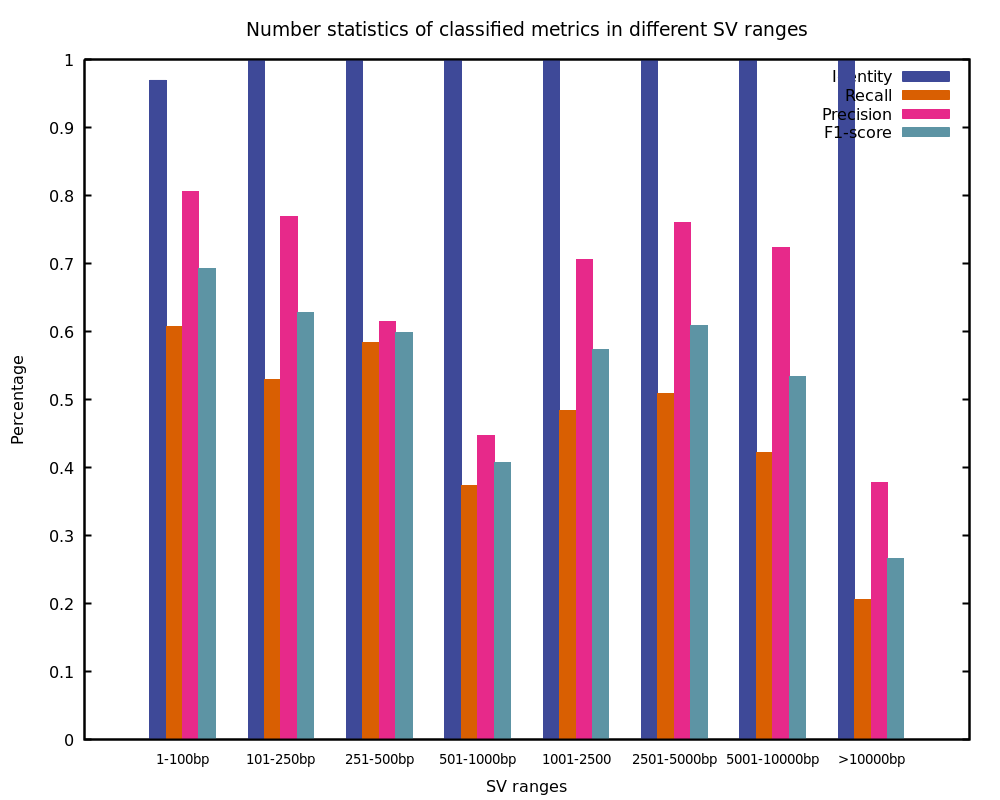 Number statistics of classified metrics in different SV ranges
Identity
Recall
Precision
F1-score
1
0.9
0.8
0.7
0.6
0.5
0.4
0.3
0.2
0.1
0
Percentage
1-100bp 101-250bp 251-500bp 501-1000bp 1001-2500 2501-5000bp 5001-10000bp >10000bp
SV ranges